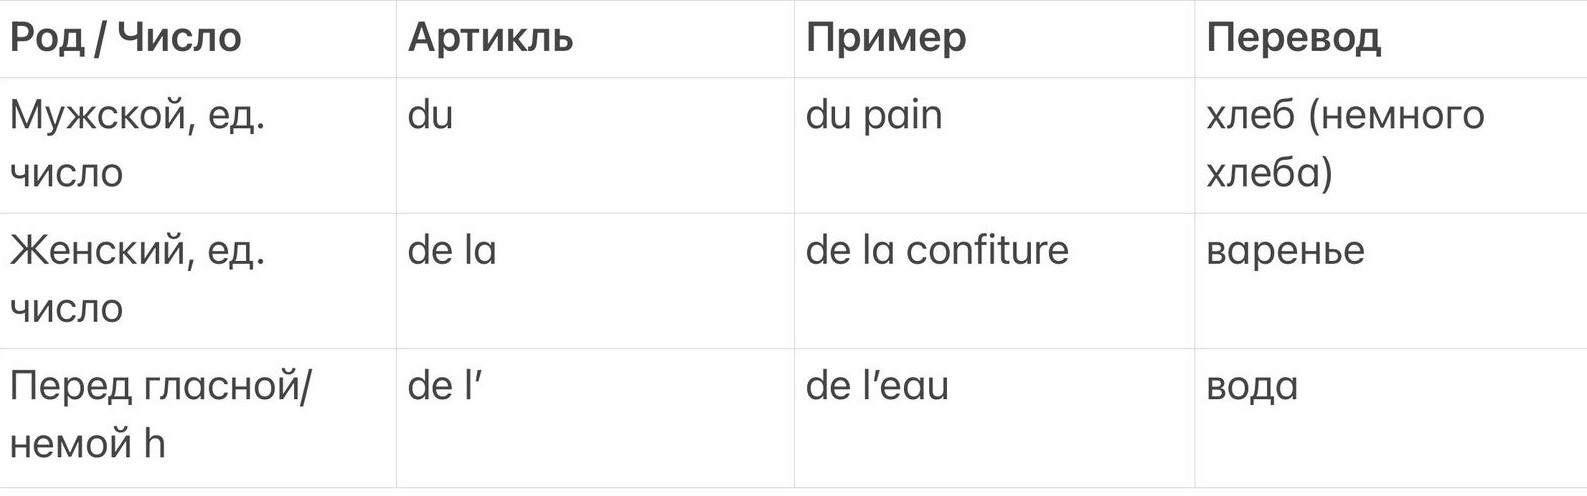 Род / Число Артикль Пример Перевод
Мужской, ед. du du pain хлеб (немного
число хлеба)
Женский, ед. de la de la confiture варенье
число
Перед гласной/ de l’ de l’eau вода
немой h